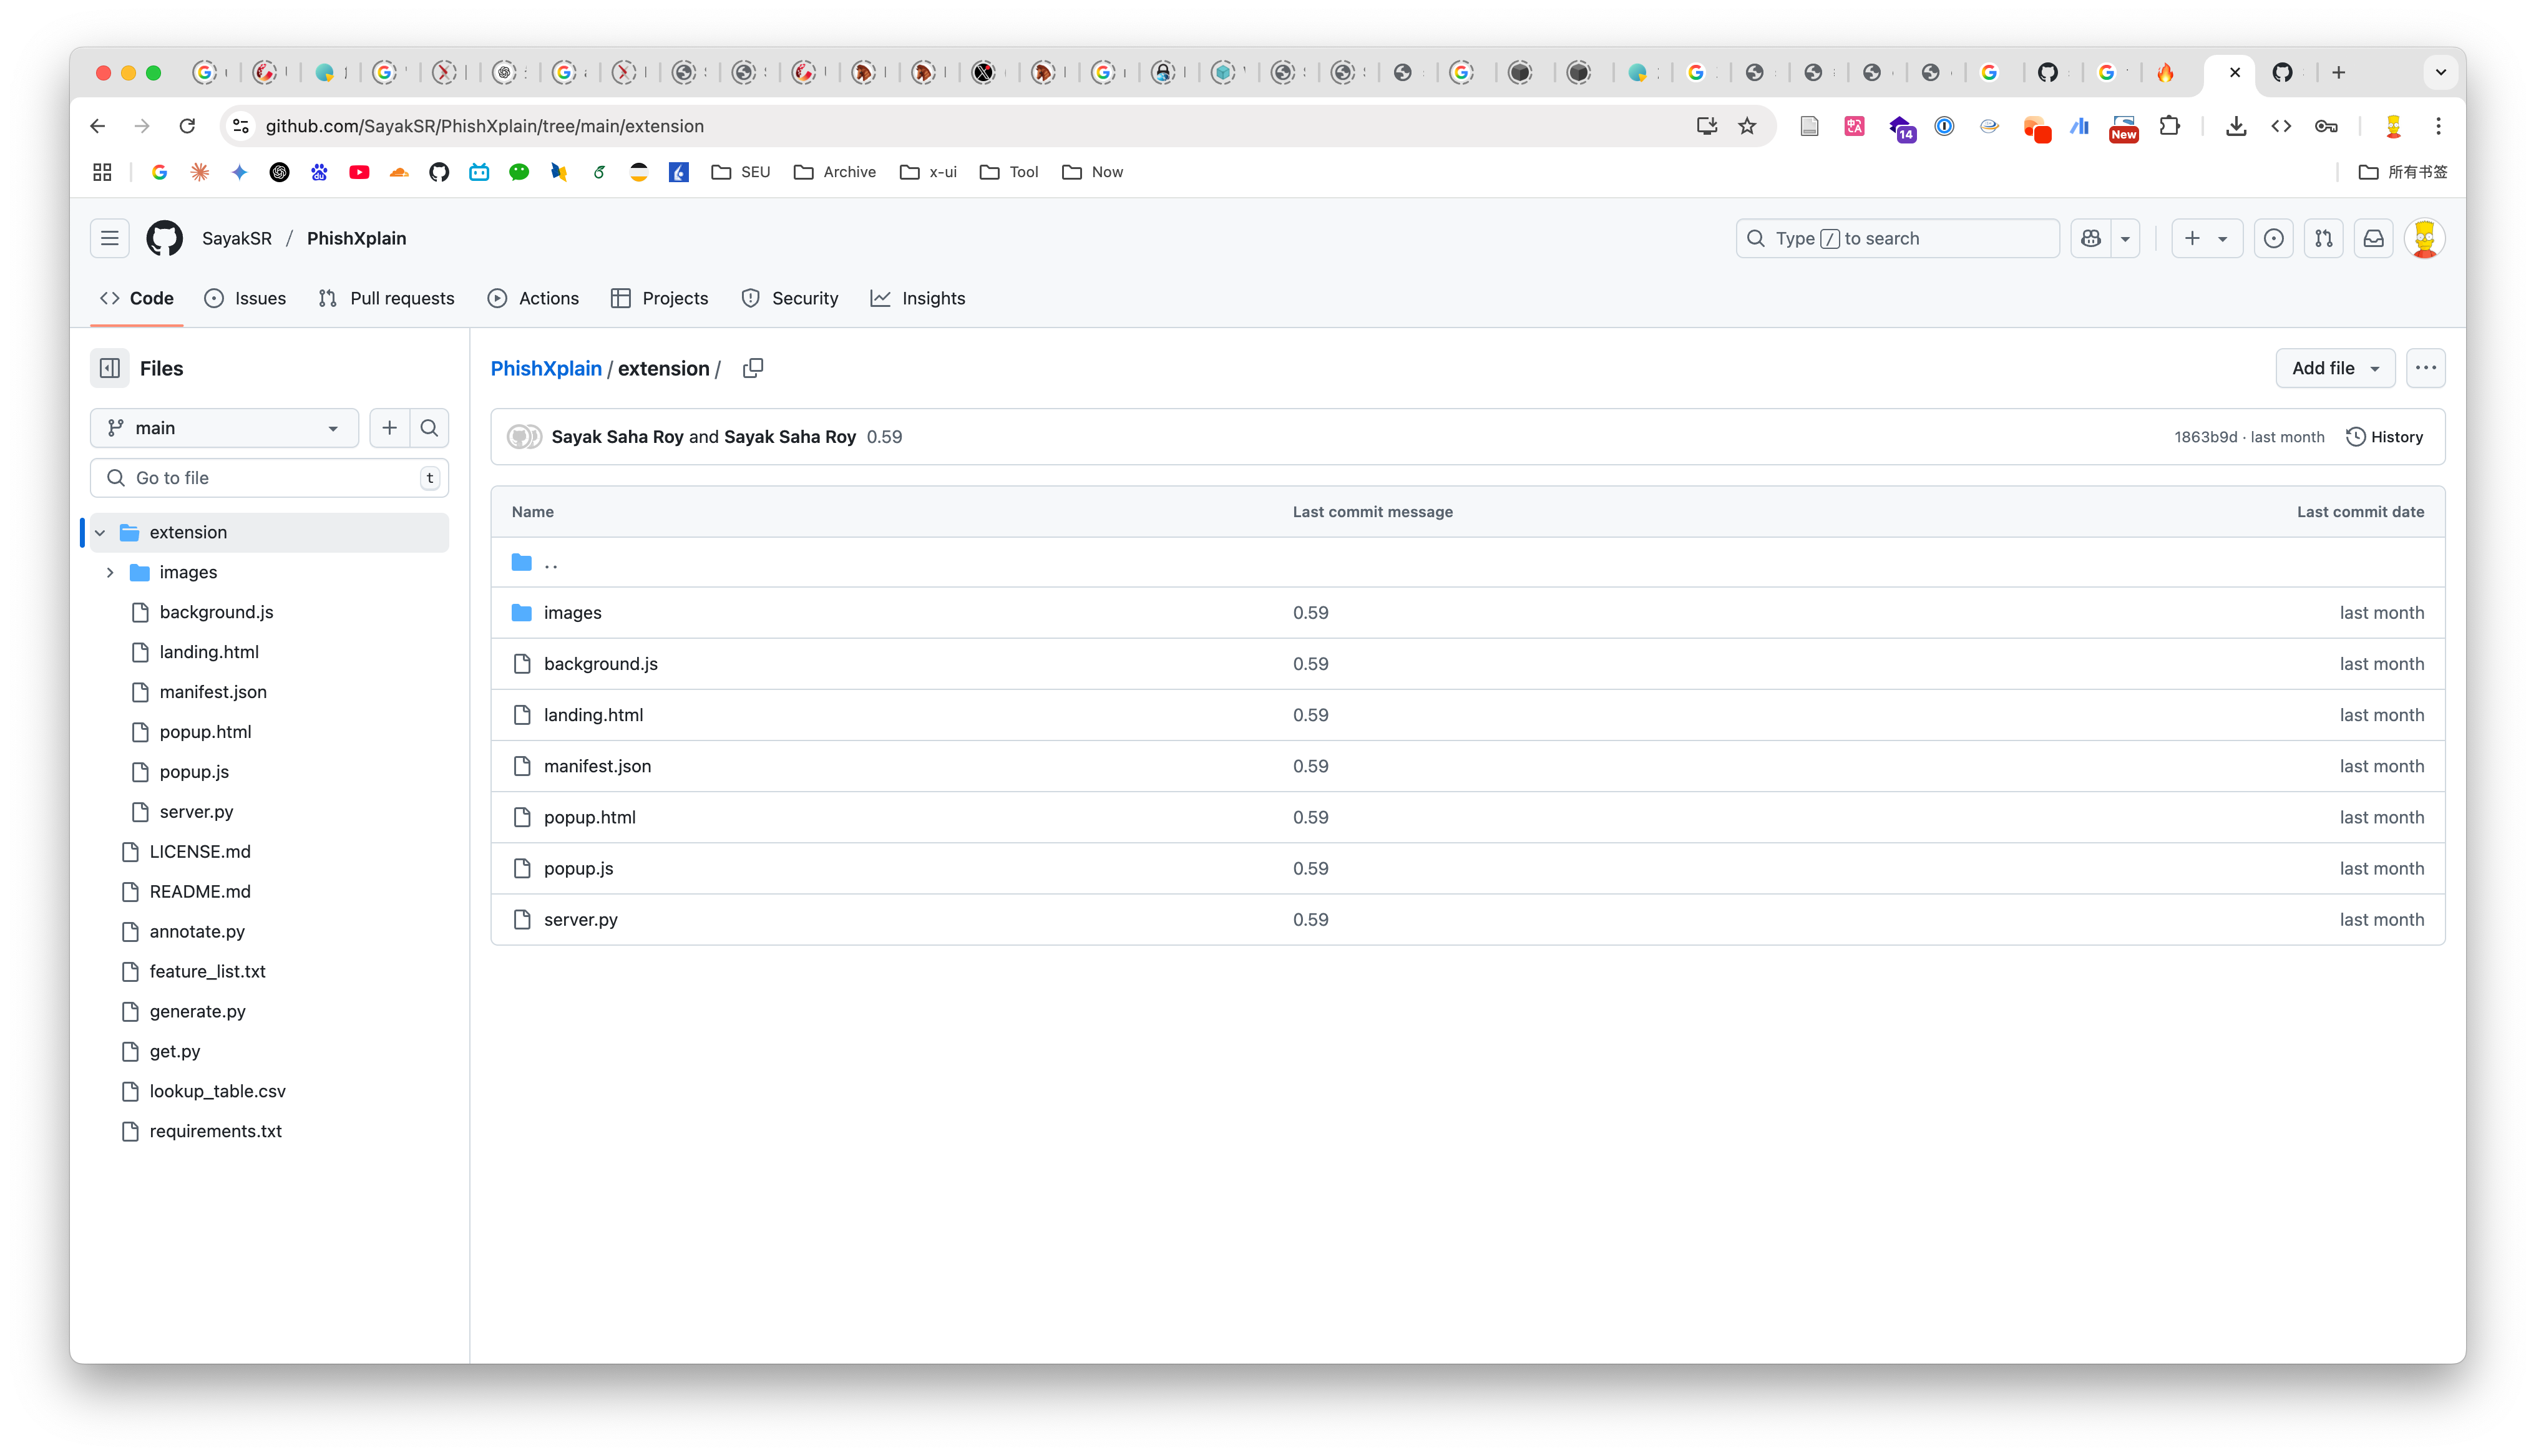 github.com/SayakSR/PhishXplain/tree/main/extension
14
New
SEU
Archive
x-ui
Tool
Now
所有书签
SayakSR / PhishXplain
Type / to search
Code
Issues
Pull requests
Actions
Projects
Security
Insights
Files
main
Go to file
t
extension
images
background.js
landing.html
manifest.json
popup.html
popup.js
server.py
LICENSE.md
README.md
annotate.py
feature_list.txt
generate.py
get.py
lookup_table.csv
requirements.txt
PhishXplain / extension /
Add file
Sayak Saha Roy and Sayak Saha Roy 0.59
1863b9d · last month
History
Name Last commit message Last commit date
..
images 0.59 last month
background.js 0.59 last month
landing.html 0.59 last month
manifest.json 0.59 last month
popup.html 0.59 last month
popup.js 0.59 last month
server.py 0.59 last month